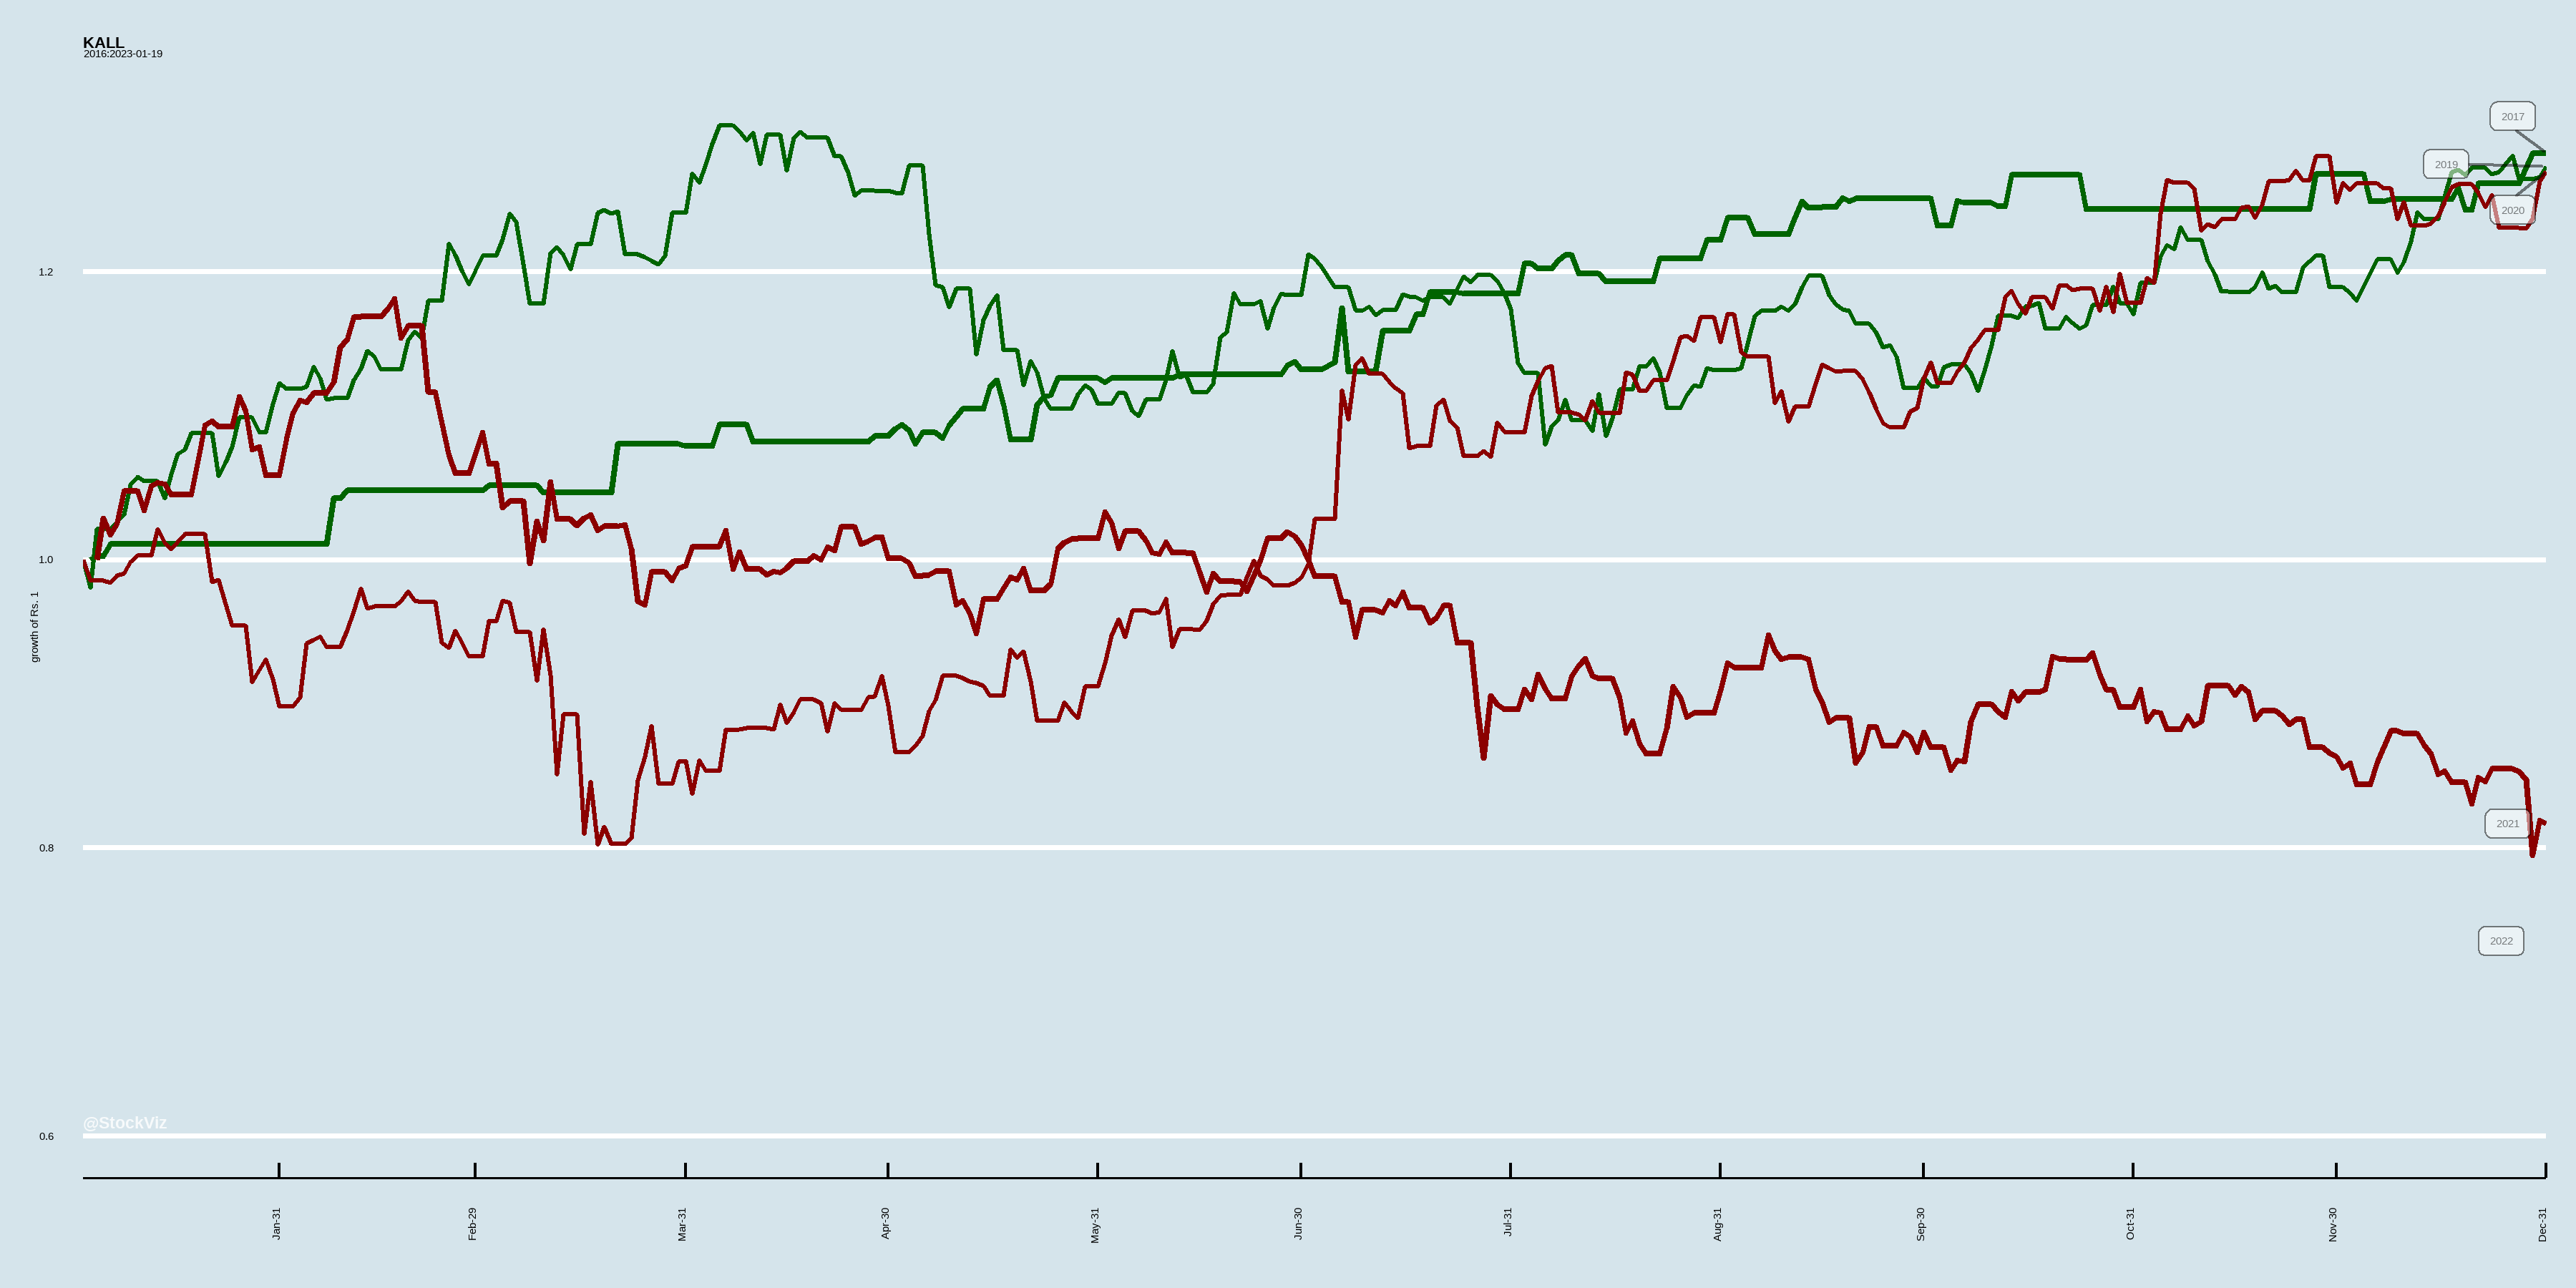 KALL
2016:2023-01-19
2017
2019
2020
1.2
1.0
growth of Rs. 1
0.8
2021
2022
@StockViz
0.6
Jan-31
Feb-29
Mar-31
Apr-30
May-31
Jun-30
Jul-31
Aug-31
Sep-30
Oct-31
Nov-30
Dec-31